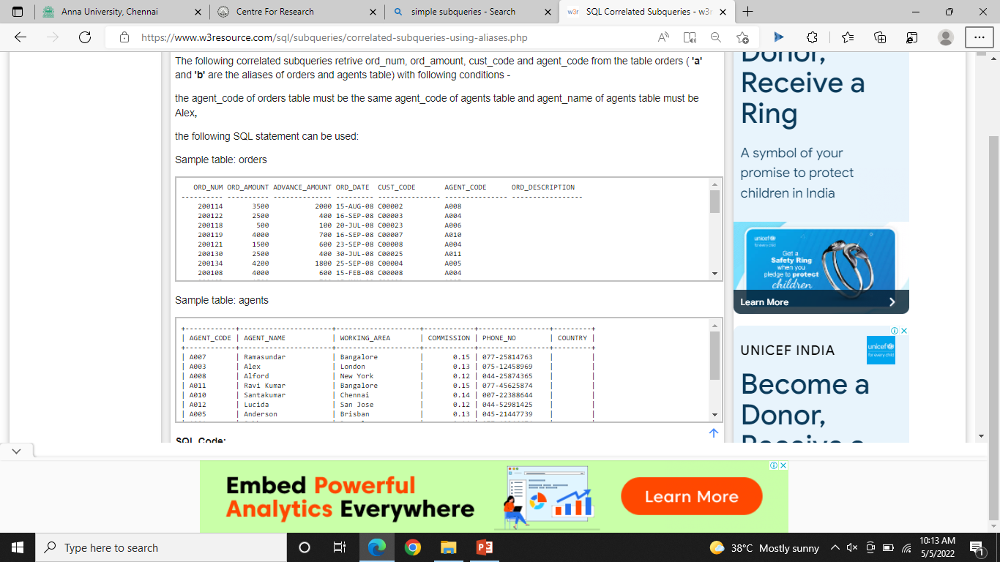 Anna University, Chennai
Centre For Research
simple subqueries - Search
w3r SQL Correlated Subqueries - w3r
https://www.w3resource.com/sql/subqueries/correlated-subqueries-using-aliases.php
The following correlated subqueries retrive ord_num, ord_amount, cust_code and agent_code from the table orders ( 'a'
and 'b' are the aliases of orders and agents table) with following conditions -
the agent_code of orders table must be the same agent_code of agents table and agent_name of agents table must be
Alex,
the following SQL statement can be used:
Sample table: orders
ORD_NUM ORD_AMOUNT ADVANCE_AMOUNT ORD_DATE CUST_CODE AGENT_CODE ORD_DESCRIPTION
---------- ---------- -------------- --------- --------------- --------------- -----------------
200114 3500 2000 15-AUG-08 C00002 A008
200122 2500 400 16-SEP-08 C00003 A004
200118 500 100 20-JUL-08 C00023 A006
200119 4000 700 16-SEP-08 C00007 A010
200121 1500 600 23-SEP-08 C00008 A004
200130 2500 400 30-JUL-08 C00025 A011
200134 4200 1800 25-SEP-08 C00004 A005
200108 4000 600 15-FEB-08 C00008 A004
Sample table: agents
| AGENT_CODE | AGENT_NAME | WORKING_AREA | COMMISSION | PHONE_NO | COUNTRY |
| A007 | Ramasundar | Bangalore | 0.15 | 077-25814763 | |
| A003 | Alex | London | 0.13 | 075-12458969 | |
| A008 | Alford | New York | 0.12 | 044-25874365 | |
| A011 | Ravi Kumar | Bangalore | 0.15 | 077-45625874 | |
| A010 | Santakumar | Chennai | 0.14 | 007-22388644 | |
| A012 | Lucida | San Jose | 0.12 | 044-52981425 | |
| A005 | Anderson | Brisban | 0.13 | 045-21447739 | |
SQL Code:
Donor,
Receive a
Ring
A symbol of your
promise to protect
children in India
unicef
for every child
Get a
Safety Ring
when you
pledge to protect
children
Learn More
UNICEF INDIA
unicef
for every child
Become a
Donor,
Receive a
Embed Powerful
Analytics Everywhere
Learn More
Type here to search
38°C Mostly sunny
10:13 AM
5/5/2022
1